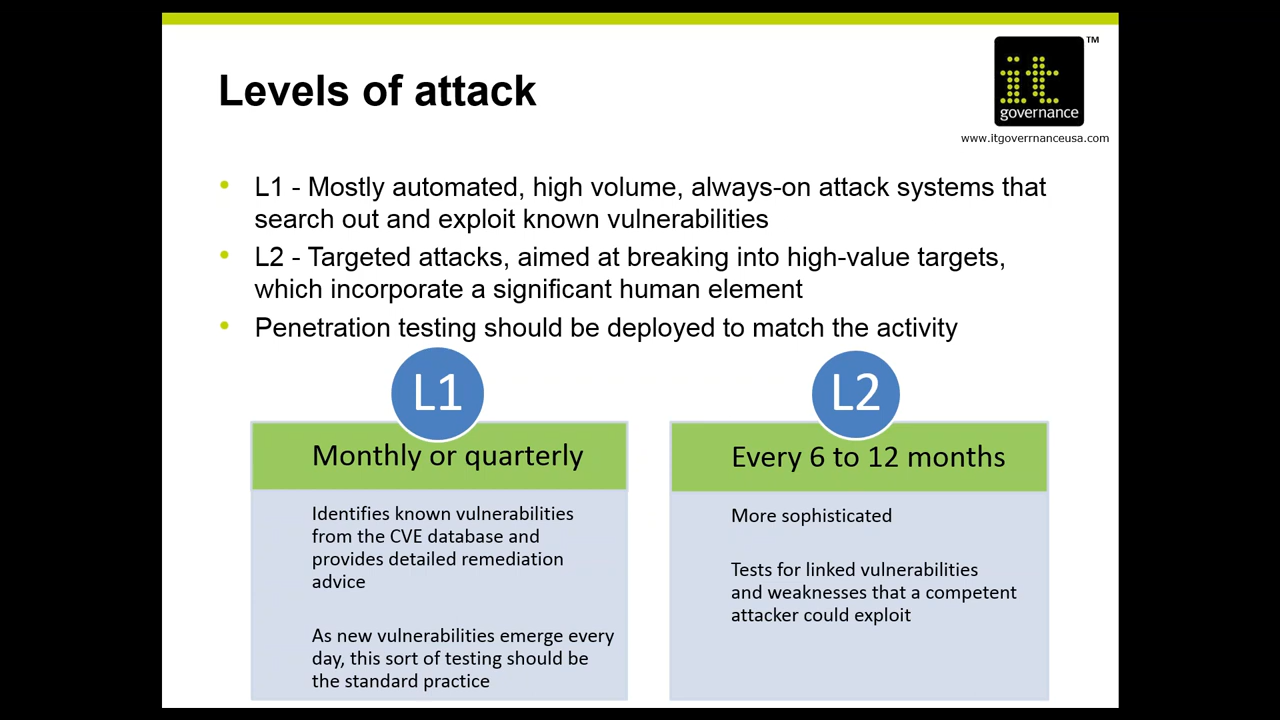 Levels of attack
it
governance
TM
www.itgoverrnanceusa.com
• L1 - Mostly automated, high volume, always-on attack systems that
search out and exploit known vulnerabilities
• L2 - Targeted attacks, aimed at breaking into high-value targets,
which incorporate a significant human element
• Penetration testing should be deployed to match the activity
L1
Monthly or quarterly
Identifies known vulnerabilities
from the CVE database and
provides detailed remediation
advice
As new vulnerabilities emerge every
day, this sort of testing should be
the standard practice
L2
Every 6 to 12 months
More sophisticated
Tests for linked vulnerabilities
and weaknesses that a competent
attacker could exploit